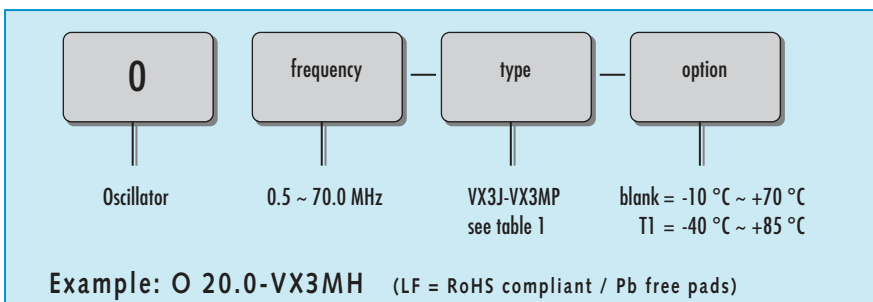 O
frequency
type
option
Oscillator
0.5 ~ 70.0 MHz
VX3J-VX3MP
see table 1
blank = -10 °C ~ +70 °C
T1 = -40 °C ~ +85 °C
Example: O 20.0-VX3MH (LF = RoHS compliant / Pb free pads)